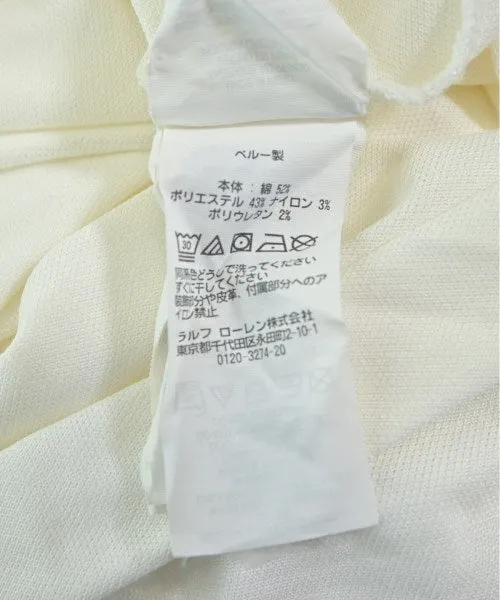 ペルー製
本体 : 綿 52%
ポリエステル 43% ナイロン 3%
ポリウレタン 2%
30
同系色どうしで洗ってください
すぐに干してください
装飾部分や皮革、付属部分へのア
イロン禁止
ラルフ ローレン株式会社
東京都千代田区永田町2-10-1
0120-3274-20